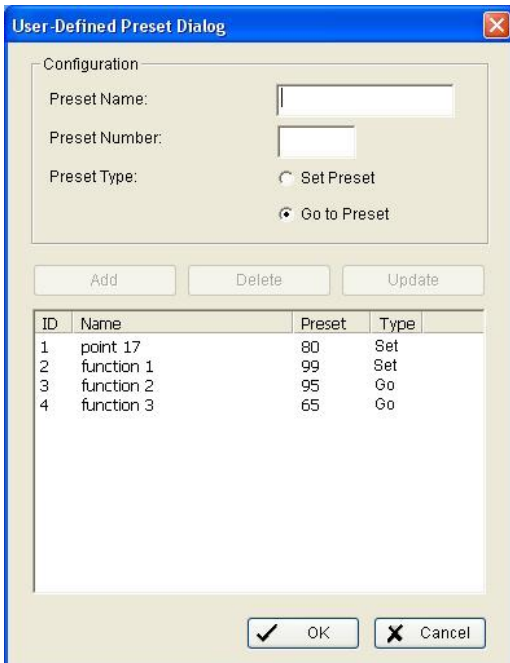 User-Defined Preset Dialog
Configuration
Preset Name:
Preset Number:
Preset Type: Set Preset
Go to Preset
Add Delete Update
ID Name Preset Type
1 point 17 80 Set
2 function 1 99 Set
3 function 2 95 Go
4 function 3 65 Go
OK Cancel